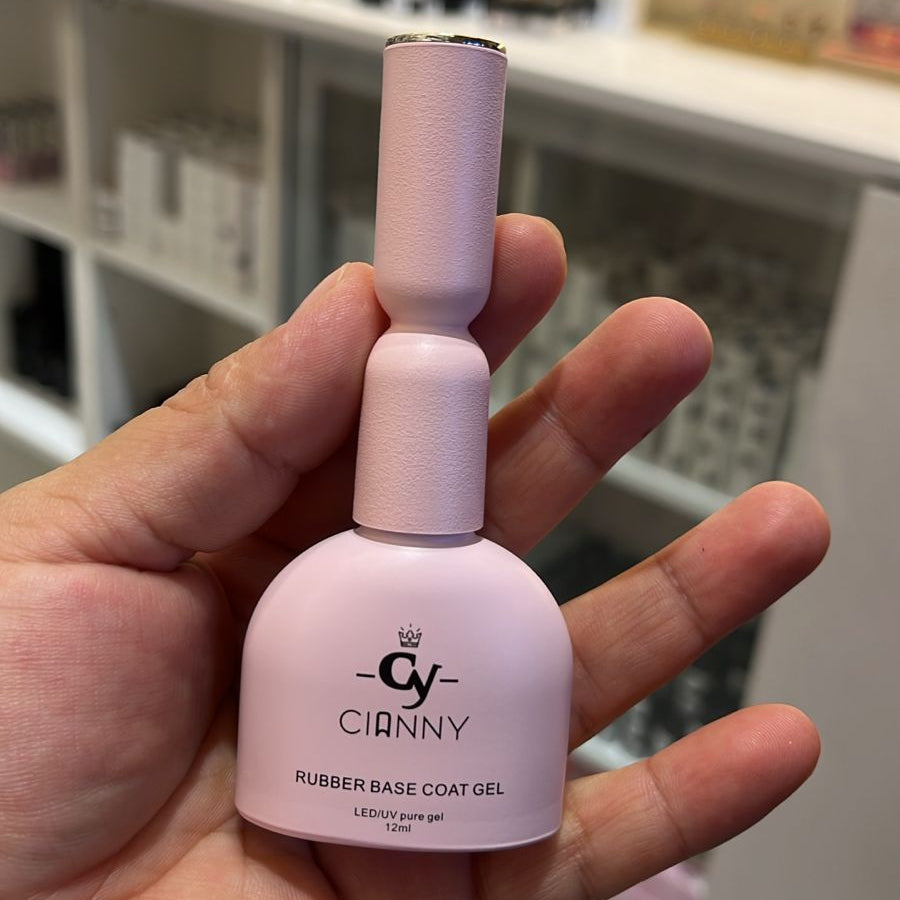 Cy
CIANNY
RUBBER BASE COAT GEL
LED/UV pure gel
12ml